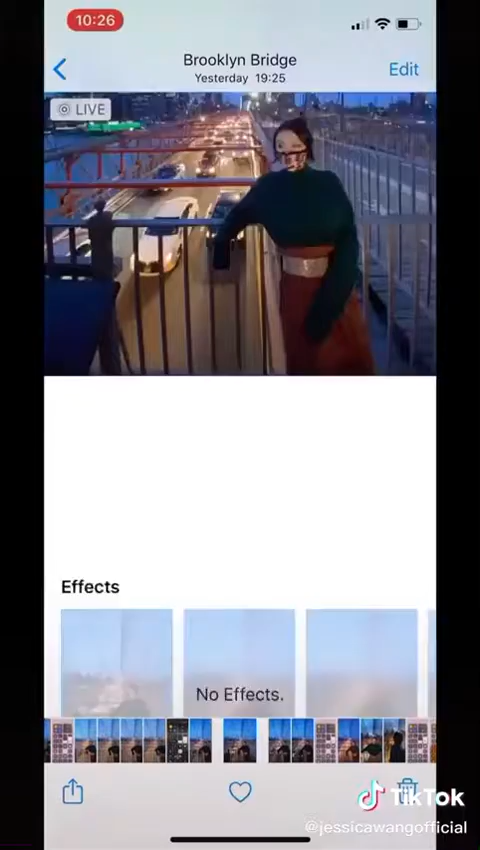 10:26
Brooklyn Bridge
Yesterday 19:25
Edit
LIVE
Effects
No Effects.
TikTok
@jessicawangofficial